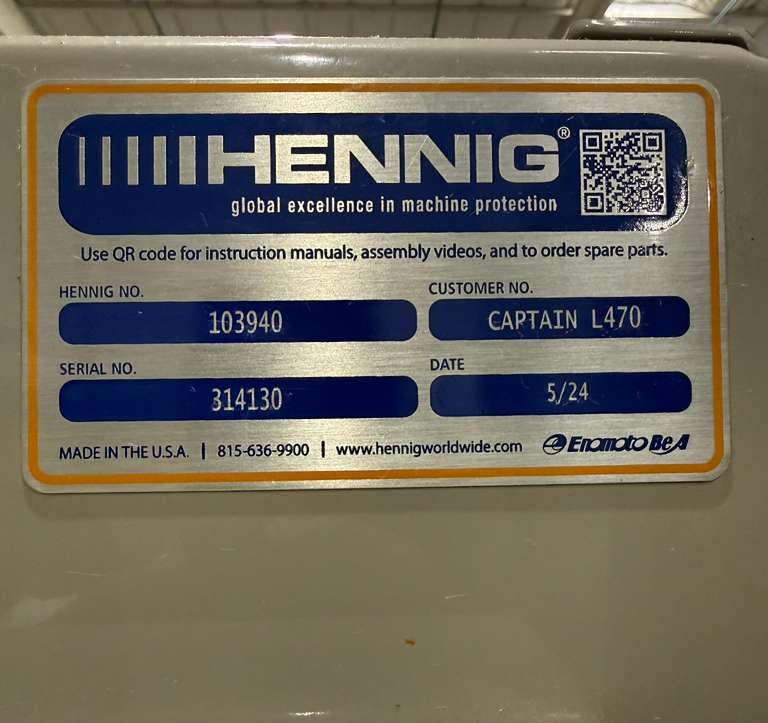 HENNIG®
global excellence in machine protection
Use QR code for instruction manuals, assembly videos, and to order spare parts.
HENNIG NO.
103940
CUSTOMER NO.
CAPTAIN L470
SERIAL NO.
314130
DATE
5/24
MADE IN THE U.S.A. | 815-636-9900 | www.hennigworldwide.com Enomoto BeA